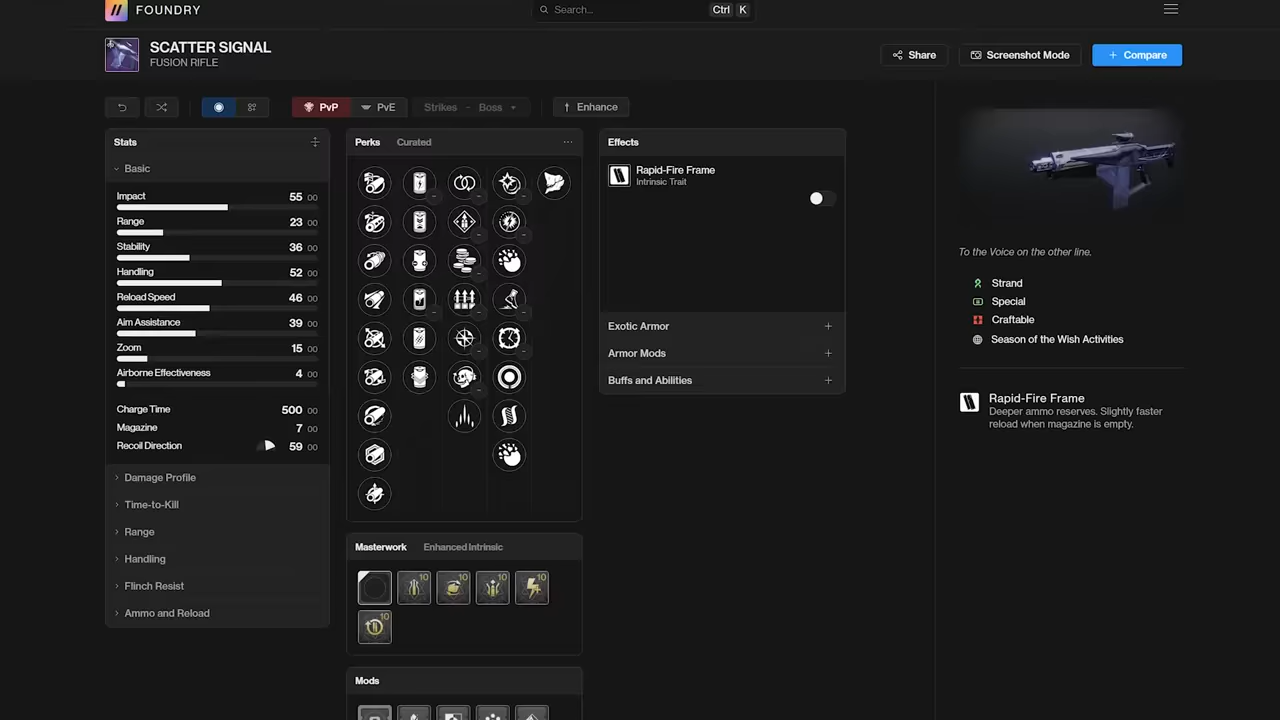 FOUNDRY
Search...
Ctrl K
SCATTER SIGNAL
FUSION RIFLE
Share
Screenshot Mode
+ Compare
PvP
PvE
Strikes - Boss
Enhance
Stats
Basic
Impact 55 00
Range 23 00
Stability 36 00
Handling 52 00
Reload Speed 46 00
Aim Assistance 39 00
Zoom 15 00
Airborne Effectiveness 4 00
Charge Time 500 00
Magazine 7 00
Recoil Direction 59 00
Damage Profile
Time-to-Kill
Range
Handling
Flinch Resist
Ammo and Reload
Perks Curated ...
Masterwork Enhanced Intrinsic
10 10 10 10
10
Mods
Effects
Rapid-Fire Frame
Intrinsic Trait
Exotic Armor +
Armor Mods +
Buffs and Abilities +
To the Voice on the other line.
Strand
Special
Craftable
Season of the Wish Activities
Rapid-Fire Frame
Deeper ammo reserves. Slightly faster
reload when magazine is empty.